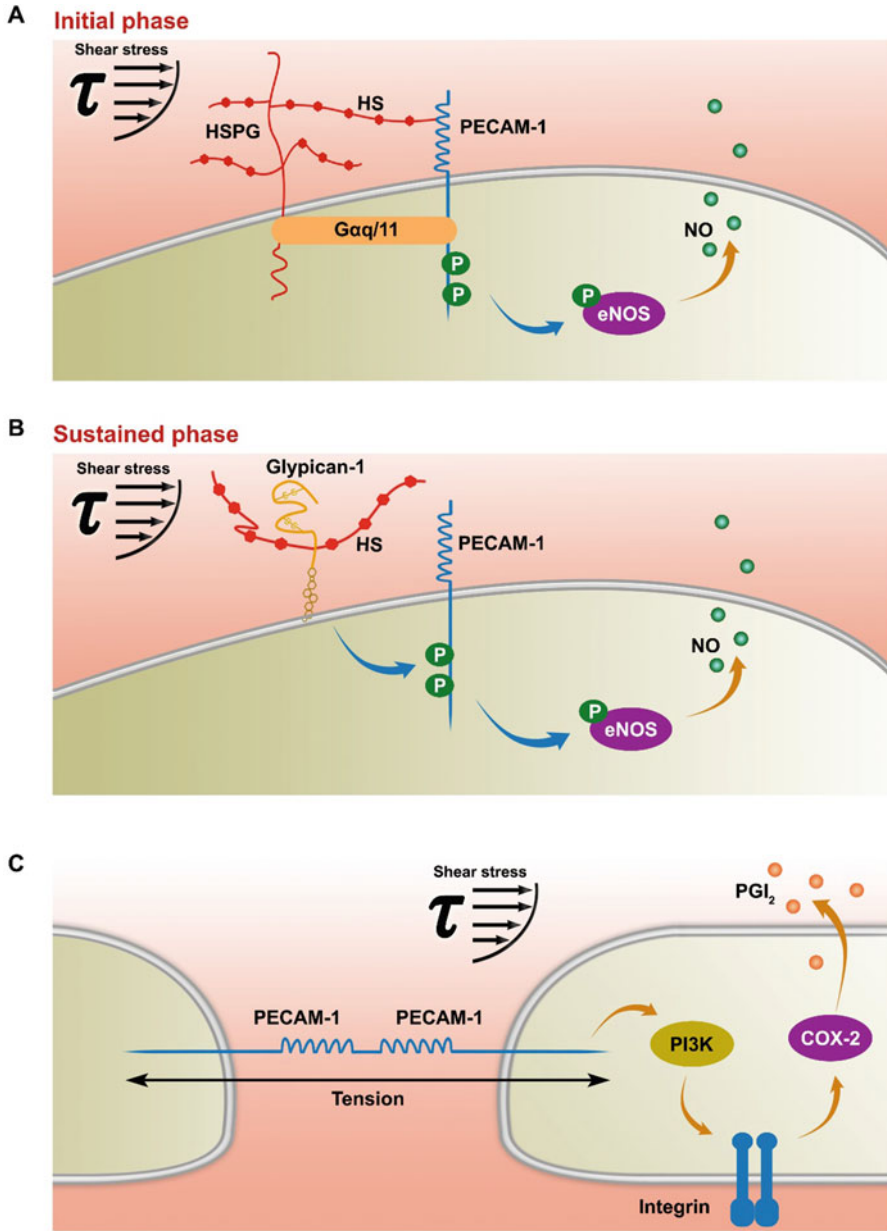 A
Initial phase
Shear stress
τ
HS
HSPG
PECAM-1
Gαq/11
NO
P
P
P
eNOS
B
Sustained phase
Shear stress
τ
Glypican-1
HS
PECAM-1
NO
P
P
P
eNOS
C
Shear stress
τ
PGI₂
PECAM-1 PECAM-1
PI3K
COX-2
Tension
Integrin